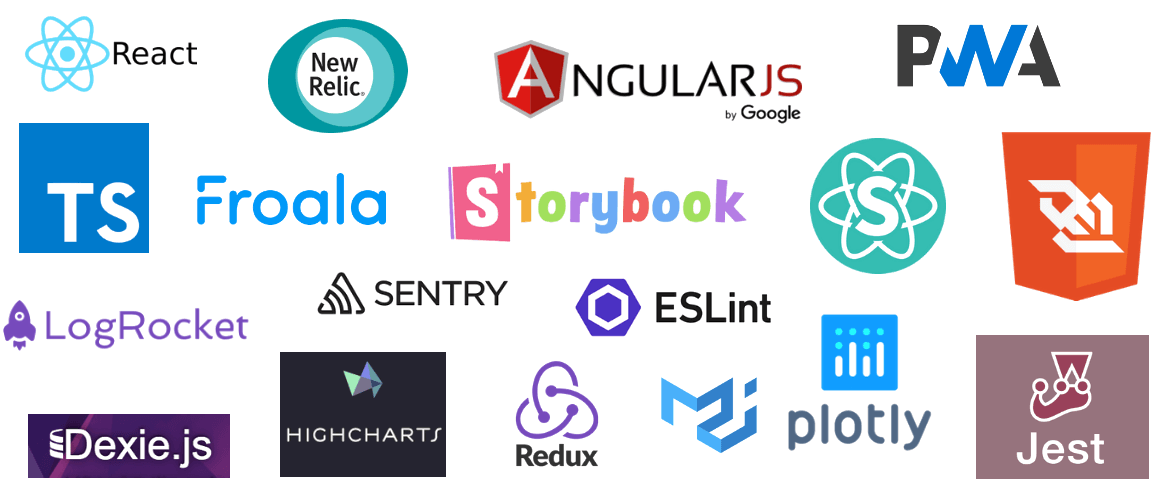 React
New
Relic®
ANGULARJS
by Google
PWA
TS
Froala
Storybook
S
LogRocket
SENTRY
ESLint
Dexie.js
HIGHCHARTS
Redux
plotly
Jest